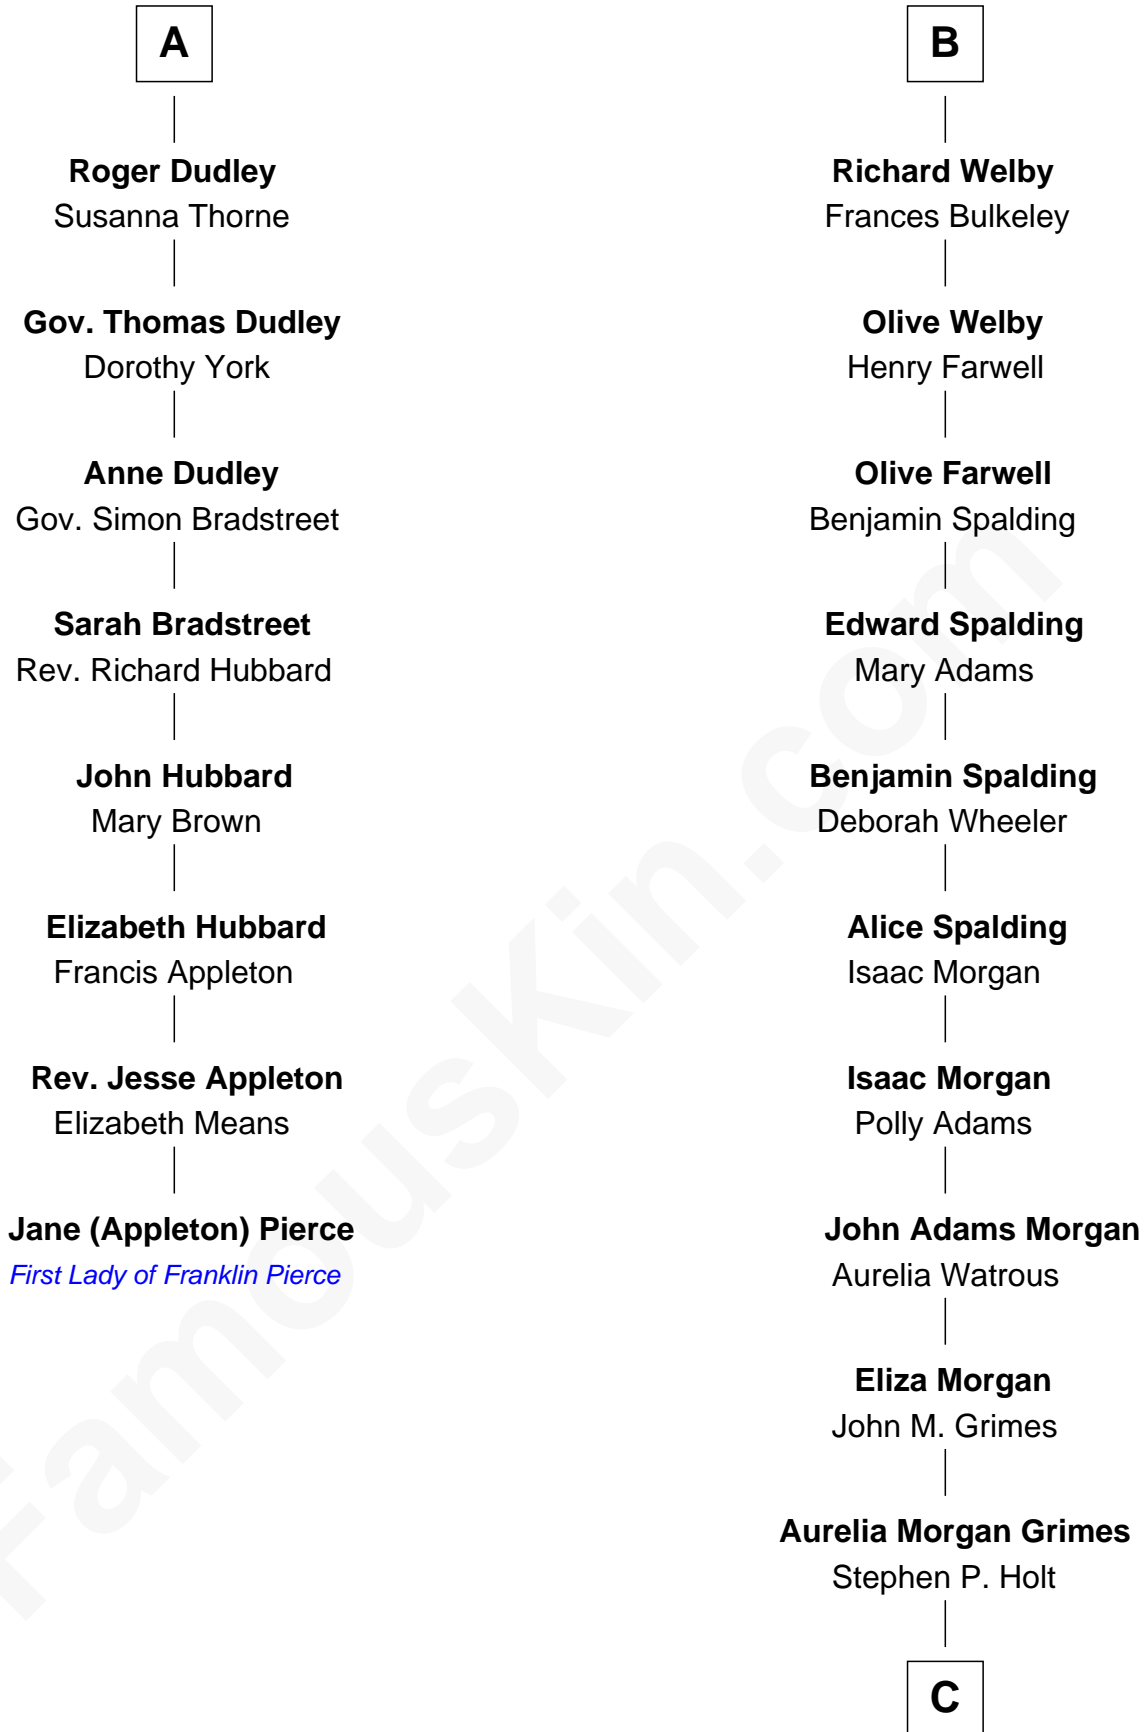 A
Roger Dudley
Susanna Thorne
Gov. Thomas Dudley
Dorothy York
Anne Dudley
Gov. Simon Bradstreet
Sarah Bradstreet
Rev. Richard Hubbard
John Hubbard
Mary Brown
Elizabeth Hubbard
Francis Appleton
Rev. Jesse Appleton
Elizabeth Means
Jane (Appleton) Pierce
First Lady of Franklin Pierce
B
Richard Welby
Frances Bulkeley
Olive Welby
Henry Farwell
Olive Farwell
Benjamin Spalding
Edward Spalding
Mary Adams
Benjamin Spalding
Deborah Wheeler
Alice Spalding
Isaac Morgan
Isaac Morgan
Polly Adams
John Adams Morgan
Aurelia Watrous
Eliza Morgan
John M. Grimes
Aurelia Morgan Grimes
Stephen P. Holt
C
FamousKin.com